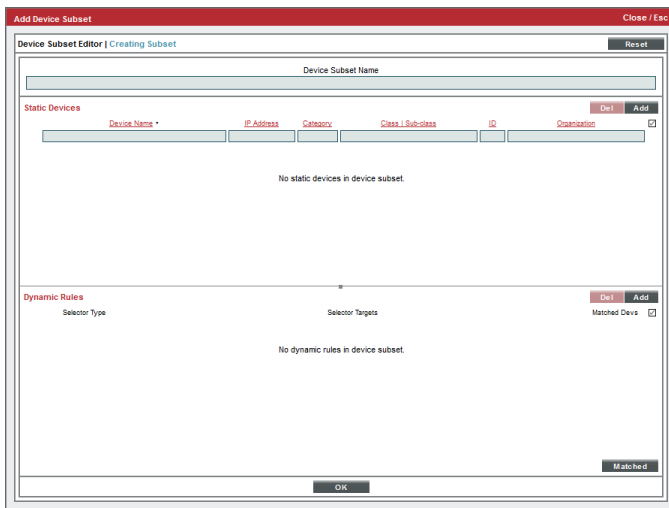 Add Device Subset Close / Esc
Device Subset Editor | Creating Subset Reset
Device Subset Name
Static Devices Del Add
Device Name IP Address Category Class | Sub-class ID Organization
No static devices in device subset.
Dynamic Rules Del Add
Selector Type Selector Targets Matched Devs
No dynamic rules in device subset.
Matched
OK